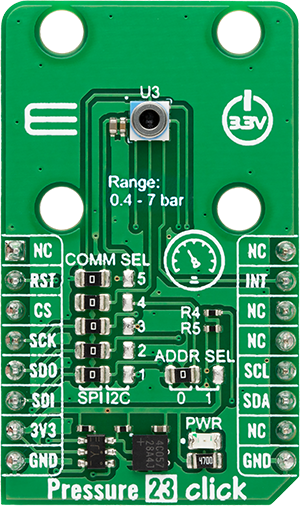 U3
3.3V
Range:
0.4 - 7 bar
NC
COMM SEL
NC
RST
5
INT
CS
4
R4
NC
SCK
3
R5
NC
SDO
2
ADDR SEL
SCL
SDI
1
SPI I2C
0 1
SDA
3V3
PWR
NC
GND
4700
GND
Pressure 23 click